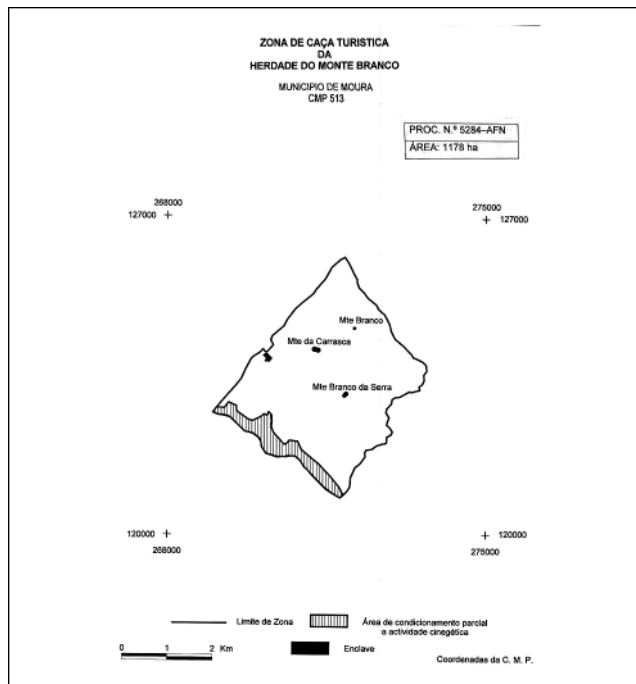 ZONA DE CAÇA TURISTICA
DA
HERDADE DO MONTE BRANCO
MUNICIPIO DE MOURA
CMP 513
PROC. N.º 5284–AFN
ÁREA: 1178 ha
268000
127000
275000
127000
Mte Branco
Mte da Carrasca
Mte Branco da Serra
120000
268000
120000
275000
Limite de Zona
Área de condicionamento parcial
a actividade cinegética
0 1 2 Km
Enclave
Coordenadas da C. M. P.